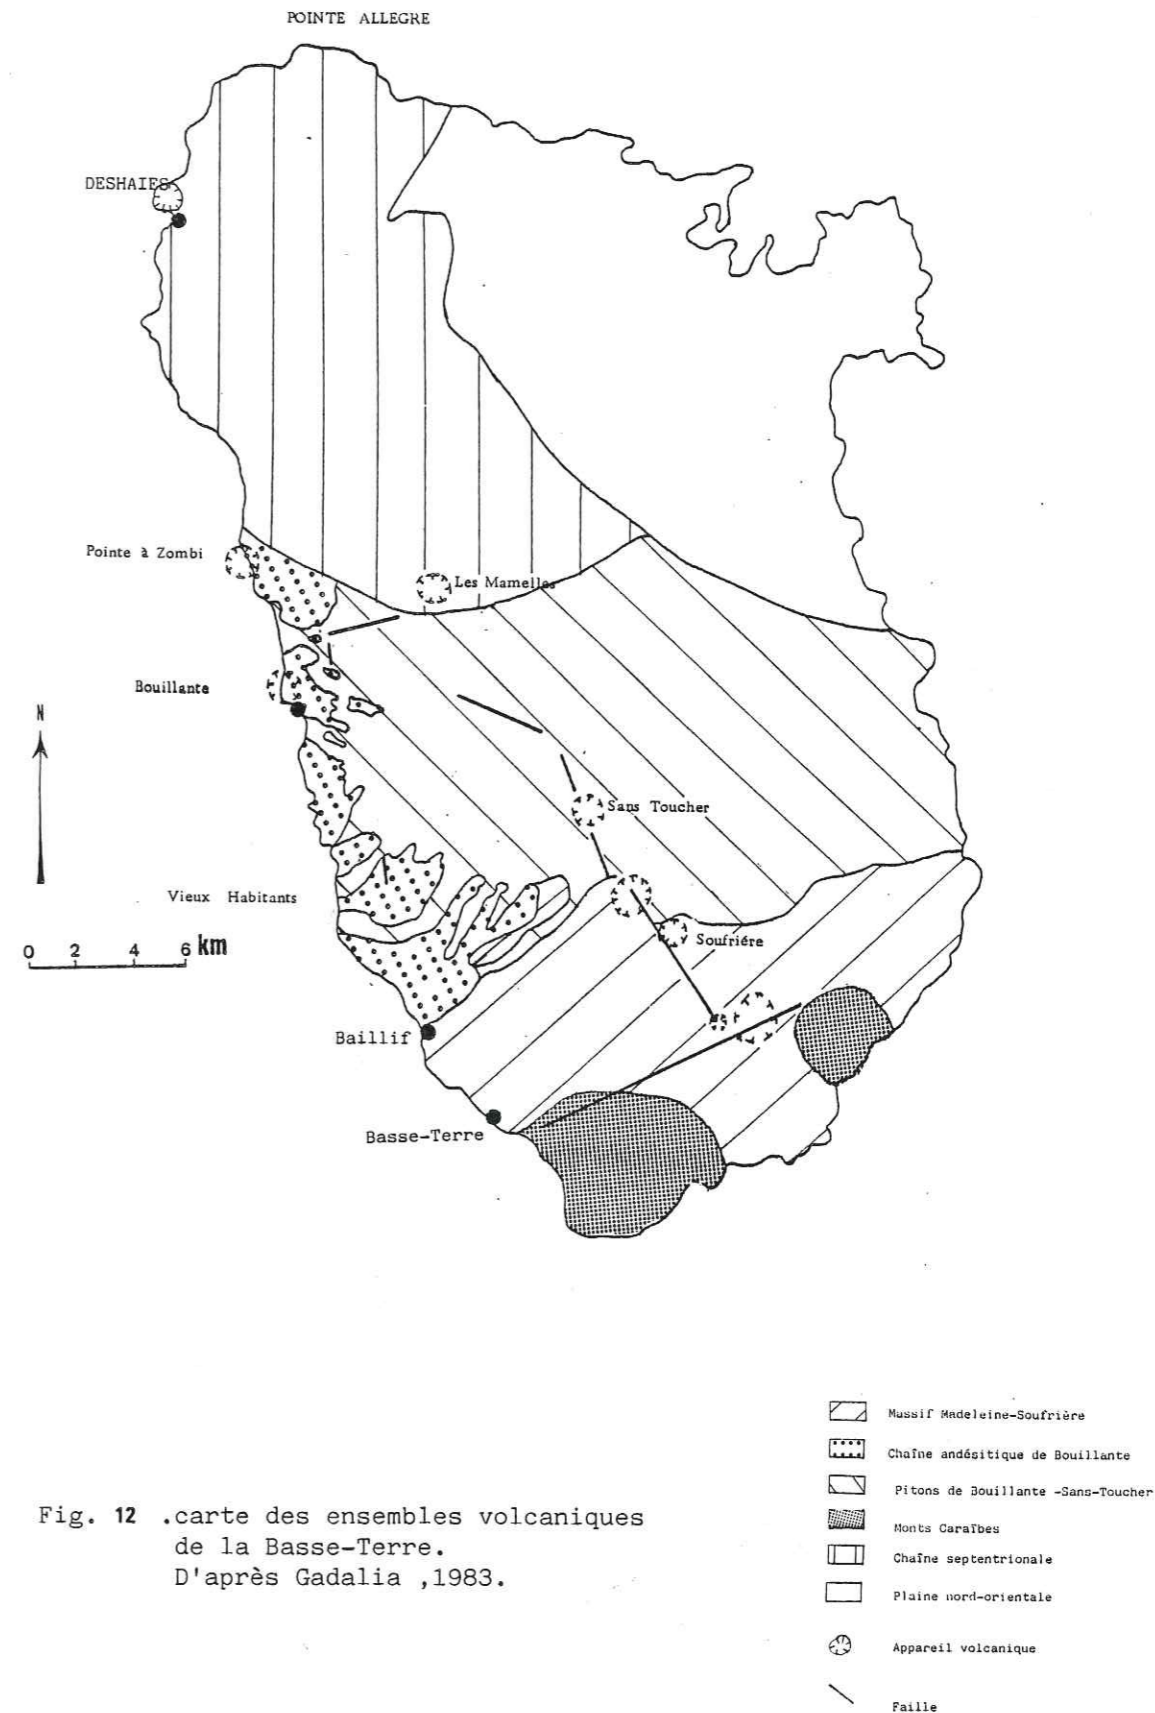 POINTE ALLEGRE
DESHAIES
Pointe à Zombi
Les Mamelles
Bouillante
N
Sans Toucher
Vieux Habitants
0 2 4 6 km
Soufriére
Baillif
Basse-Terre
Massif Madeleine-Soufrière
Chaîne andésitique de Bouillante
Pitons de Bouillante -Sans-Toucher
Monts Caraïbes
Chaîne septentrionale
Plaine nord-orientale
Appareil volcanique
Faille
Fig. 12 .carte des ensembles volcaniques
de la Basse-Terre.
D'après Gadalia ,1983.